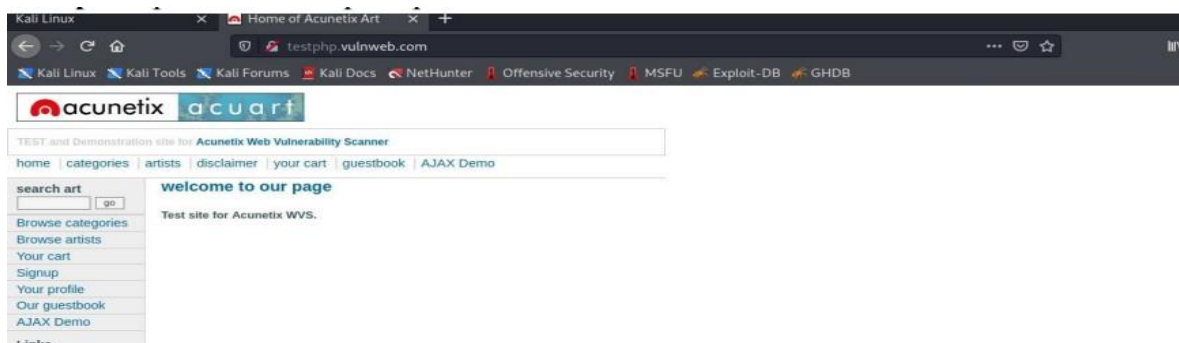 Kali Linux
Home of Acunetix Art
testphp.vulnweb.com
Kali Linux Kali Tools Kali Forums Kali Docs NetHunter Offensive Security MSFU Exploit-DB GHDB
acunetix acuart
TEST and Demonstration site for Acunetix Web Vulnerability Scanner
home | categories | artists | disclaimer | your cart | guestbook | AJAX Demo
search art
go
Browse categories
Browse artists
Your cart
Signup
Your profile
Our guestbook
AJAX Demo
welcome to our page
Test site for Acunetix WVS.